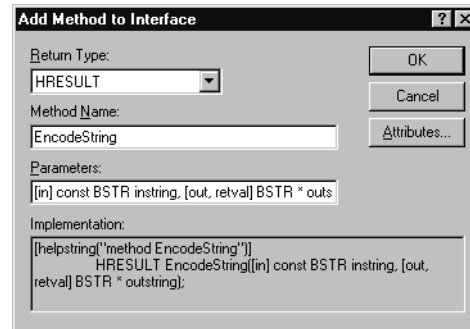 Add Method to Interface
Return Type:
HRESULT
OK
Cancel
Method Name:
EncodeString
Attributes...
Parameters:
[in] const BSTR instring, [out, retval] BSTR * outs
Implementation:
[helpstring("method EncodeString")]
HRESULT EncodeString([in] const BSTR instring, [out,
retval] BSTR * outstring);